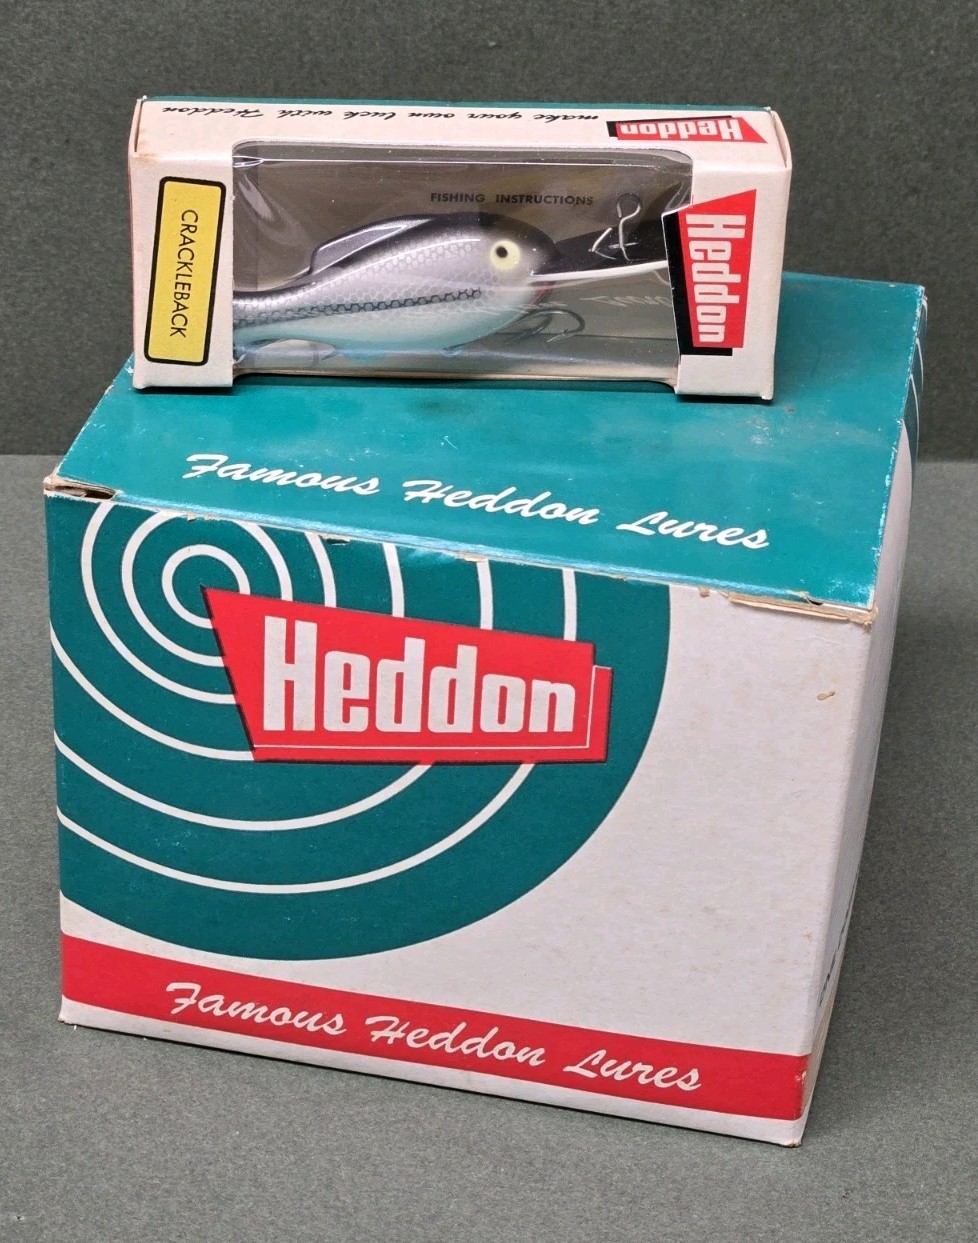 make your own luck with Heddon
Heddon
CRACKLEBACK
FISHING INSTRUCTIONS
Heddon
Famous Heddon Lures
Heddon
Famous Heddon Lures